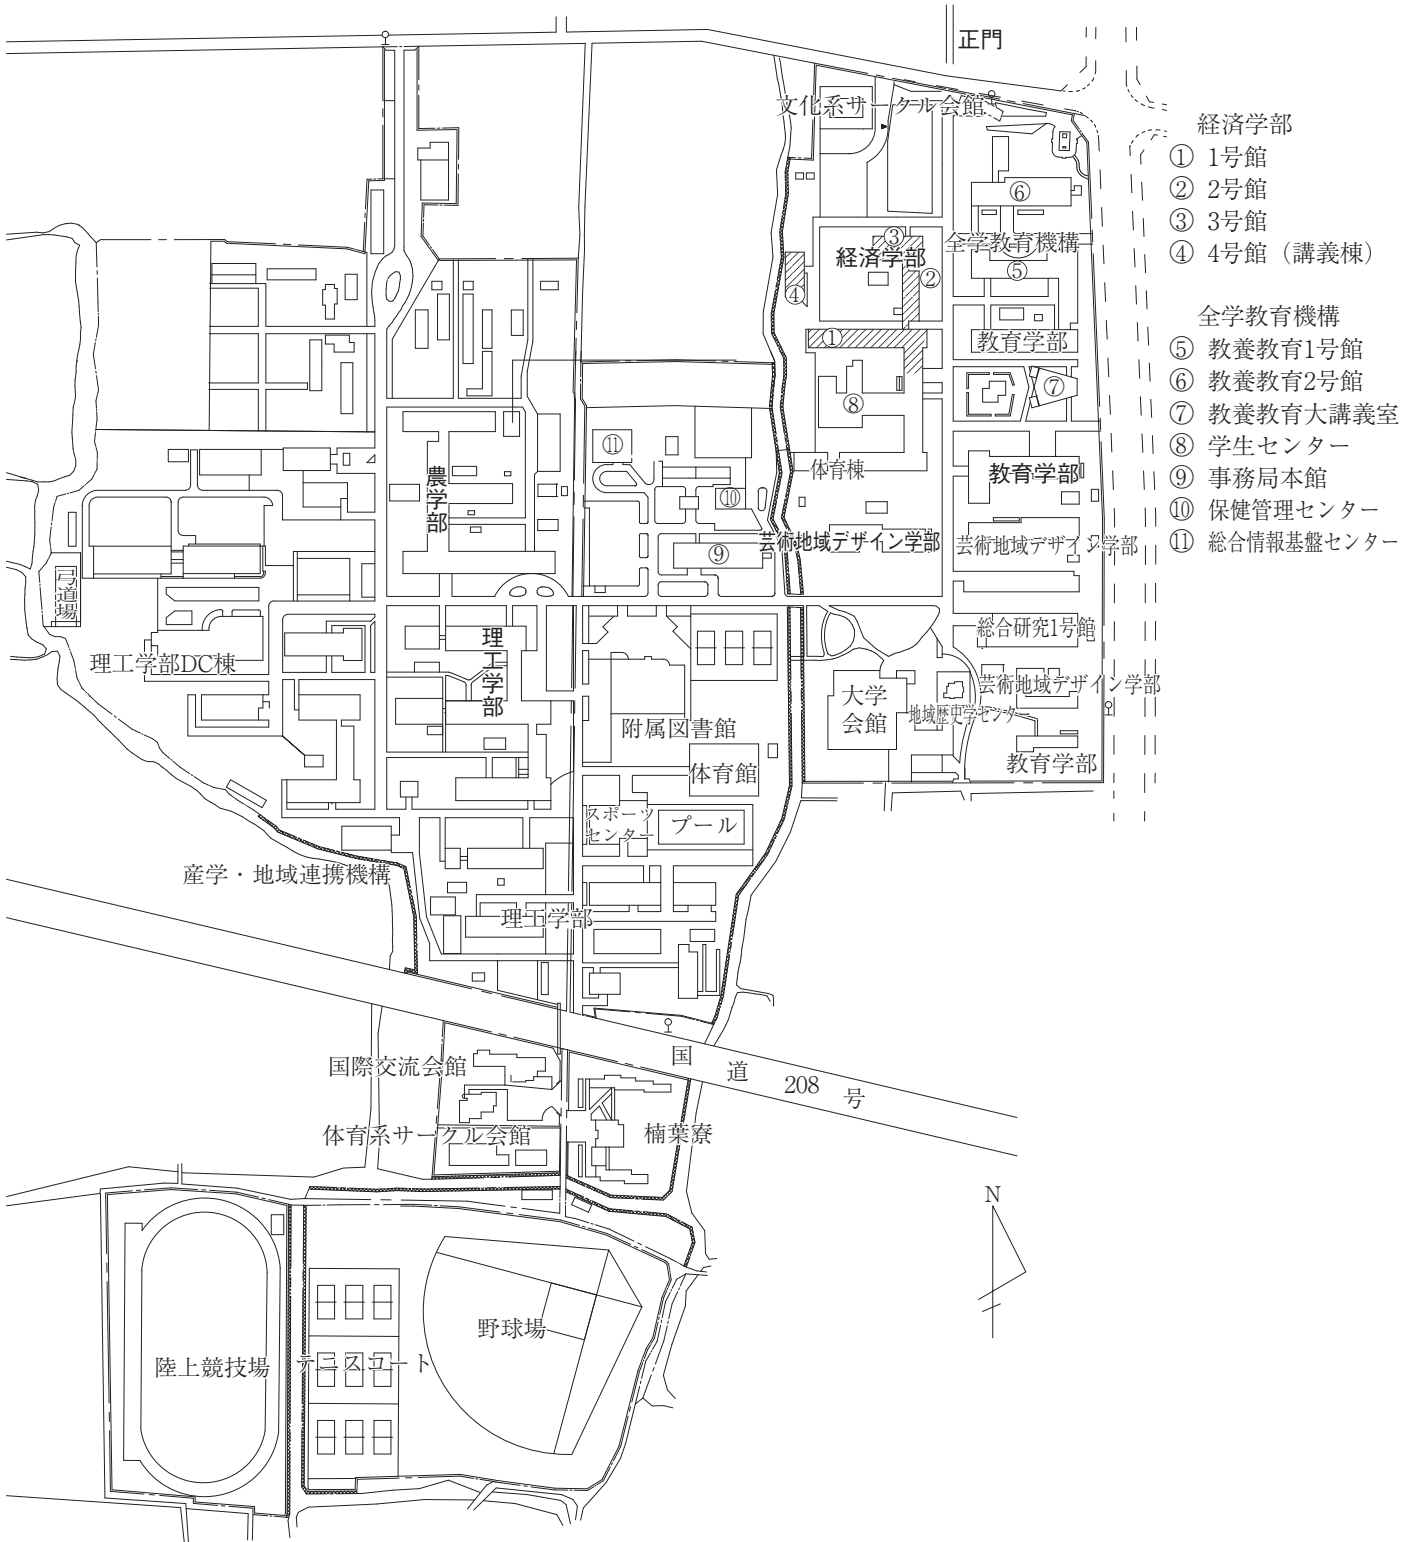 正門
文化系サークル会館
経済学部
① 1号館
② 2号館
③ 3号館
④ 4号館（講義棟）
全学教育機構
⑤ 教養教育1号館
⑥ 教養教育2号館
⑦ 教養教育大講義室
⑧ 学生センター
⑨ 事務局本館
⑩ 保健管理センター
⑪ 総合情報基盤センター
⑥
③
全学教育機構
経済学部
②
⑤
④
①
教育学部
⑦
⑧
⑪
体育棟
教育学部
農学部
⑩
芸術地域デザイン学部
芸術地域デザイン学部
⑨
弓道場
総合研究1号館
理工学部
理工学部DC棟
芸術地域デザイン学部
大学
会館
地域歴史学センター
附属図書館
教育学部
体育館
スポーツ
センター
プール
産学・地域連携機構
理工学部
国道208号
国際交流会館
体育系サークル会館
楠葉寮
N
野球場
陸上競技場
テニスコート